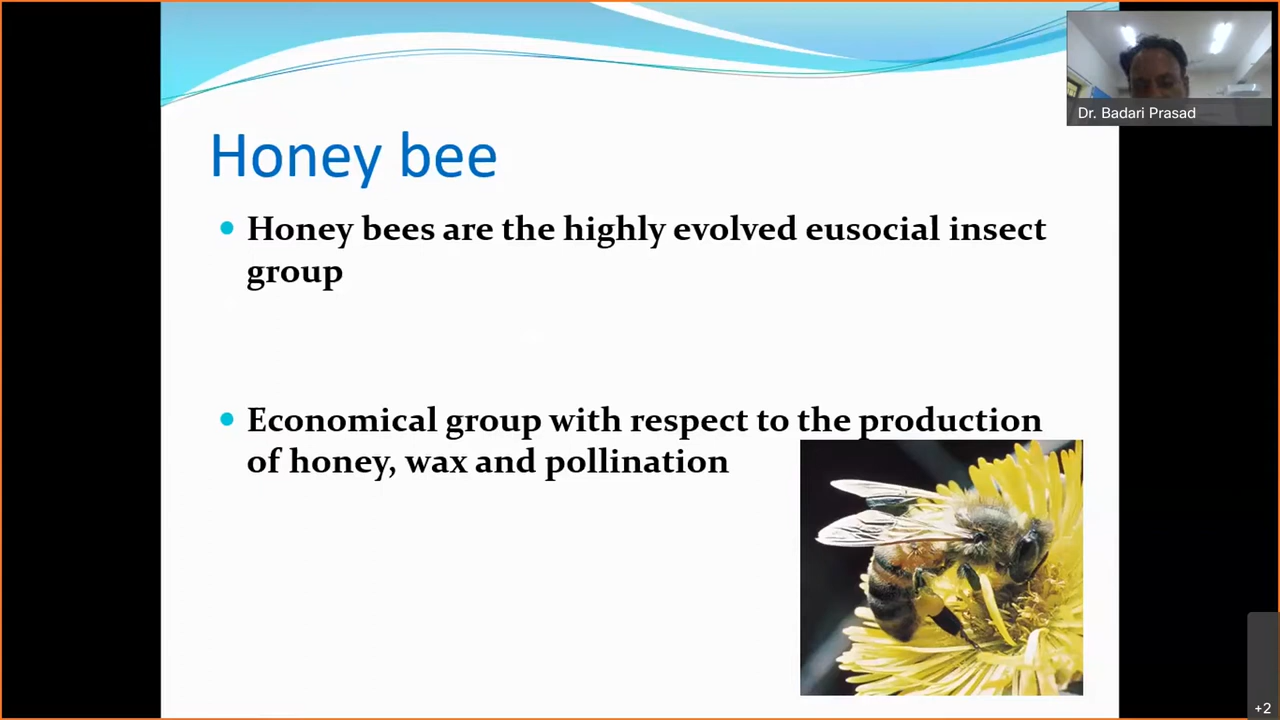 Dr. Badari Prasad
Honey bee
Honey bees are the highly evolved eusocial insect
group
Economical group with respect to the production
of honey, wax and pollination
+2